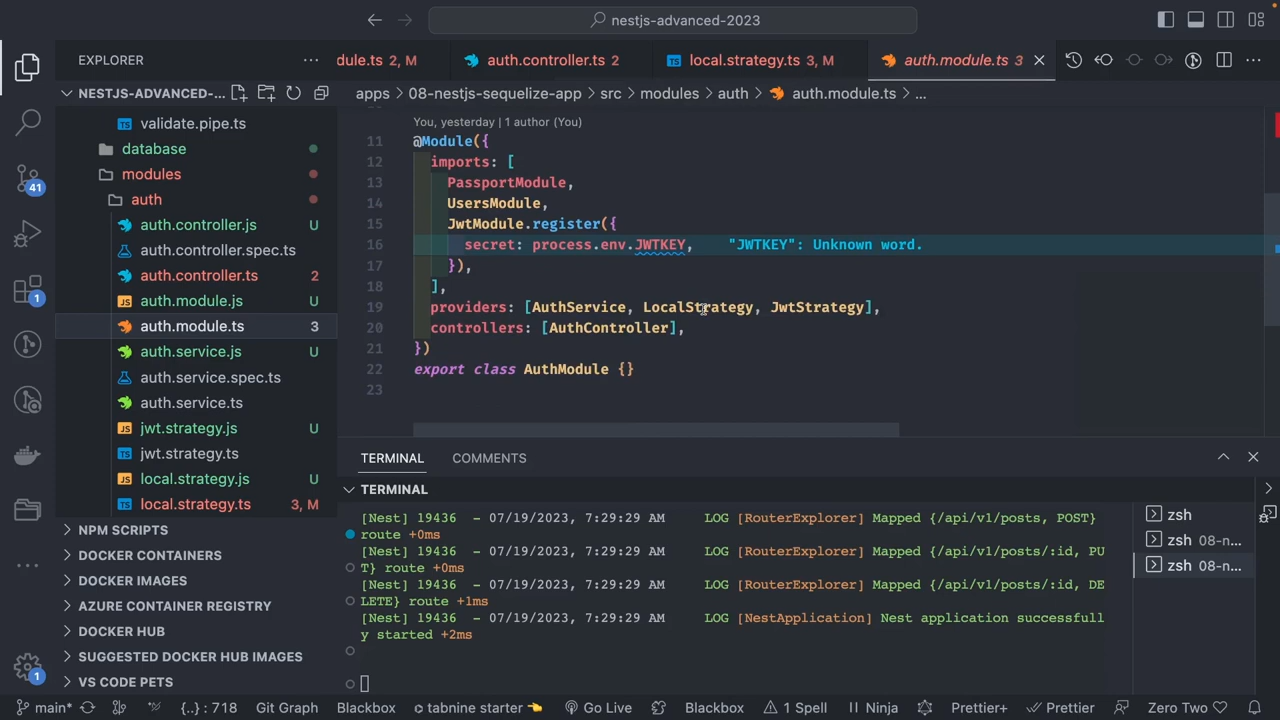 nestjs-advanced-2023
EXPLORER
dule.ts 2, M
auth.controller.ts 2
local.strategy.ts 3, M
auth.module.ts 3
NESTJS-ADVANCED-...
apps > 08-nestjs-sequelize-app > src > modules > auth > auth.module.ts > ...
validate.pipe.ts
database
modules
auth
auth.controller.js U
auth.controller.spec.ts
auth.controller.ts 2
auth.module.js U
auth.module.ts 3
auth.service.js U
auth.service.spec.ts
auth.service.ts
jwt.strategy.js U
jwt.strategy.ts
local.strategy.js U
local.strategy.ts 3, M
NPM SCRIPTS
DOCKER CONTAINERS
DOCKER IMAGES
AZURE CONTAINER REGISTRY
DOCKER HUB
SUGGESTED DOCKER HUB IMAGES
VS CODE PETS
41
1
1
You, yesterday | 1 author (You)
11 @Module({
12 imports: [
13 PassportModule,
14 UsersModule,
15 JwtModule.register({
16 secret: process.env.JWTKEY, "JWTKEY": Unknown word.
17 }),
18 ],
19 providers: [AuthService, LocalStrategy, JwtStrategy],
20 controllers: [AuthController],
21 })
22 export class AuthModule {}
23
TERMINAL COMMENTS
TERMINAL
[Nest] 19436 - 07/19/2023, 7:29:29 AM LOG [RouterExplorer] Mapped {/api/v1/posts, POST}
route +0ms
[Nest] 19436 - 07/19/2023, 7:29:29 AM LOG [RouterExplorer] Mapped {/api/v1/posts/:id, PU
T} route +0ms
[Nest] 19436 - 07/19/2023, 7:29:29 AM LOG [RouterExplorer] Mapped {/api/v1/posts/:id, DE
LETE} route +1ms
[Nest] 19436 - 07/19/2023, 7:29:29 AM LOG [NestApplication] Nest application successfull
y started +2ms
zsh
zsh 08-n...
zsh 08-n...
main* {..} : 718 Git Graph Blackbox tabnine starter Go Live Blackbox 1 Spell Ninja Prettier+ Prettier Zero Two